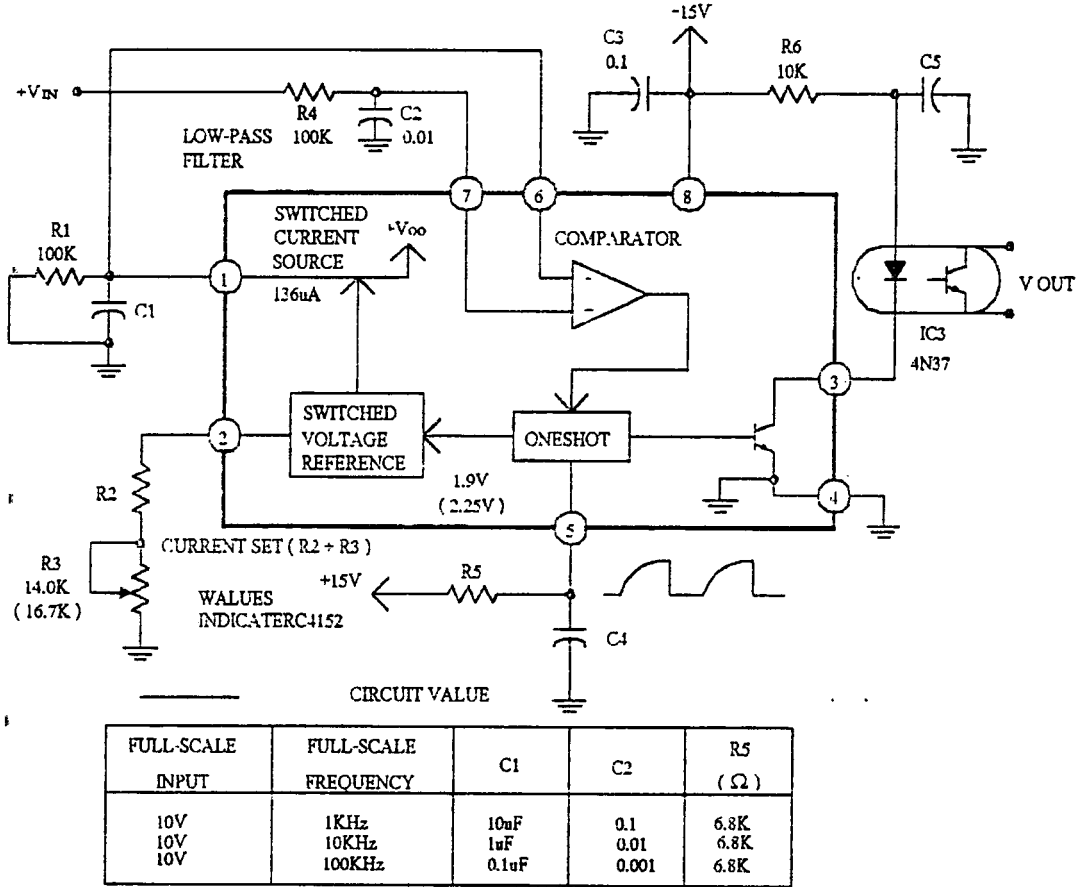 -15V
C3
0.1
R6
10K
C5
+VIN
R4
100K
C2
0.01
LOW-PASS
FILTER
7
6
8
R1
100K
SWITCHED
CURRENT
SOURCE
+Voo
COMPARATOR
1
136uA
C1
-
-
V OUT
IC3
4N37
3
2
SWITCHED
VOLTAGE
REFERENCE
ONESHOT
R2
1.9V
( 2.25V )
4
5
CURRENT SET ( R2 + R3 )
R3
14.0K
( 16.7K )
+15V
R5
WALUES
INDICATERC4152
C4
CIRCUIT VALUE
FULL-SCALE INPUT FULL-SCALE FREQUENCY C1 C2 R5 ( Ω )
10V 1KHz 10uF 0.1 6.8K
10V 10KHz 1uF 0.01 6.8K
10V 100KHz 0.1uF 0.001 6.8K